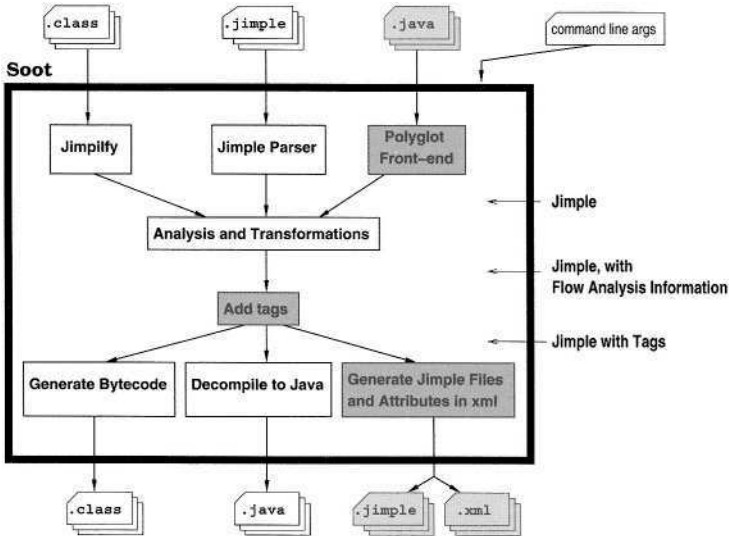 .class
.jimple
.java
command line args
Soot
Jimpilfy
Jimple Parser
Polyglot
Front-end
Jimple
Analysis and Transformations
Jimple, with
Flow Analysis Information
Add tags
Jimple with Tags
Generate Bytecode
Decompile to Java
Generate Jimple Files
and Attributes in xml
.class
.java
.jimple
.xml